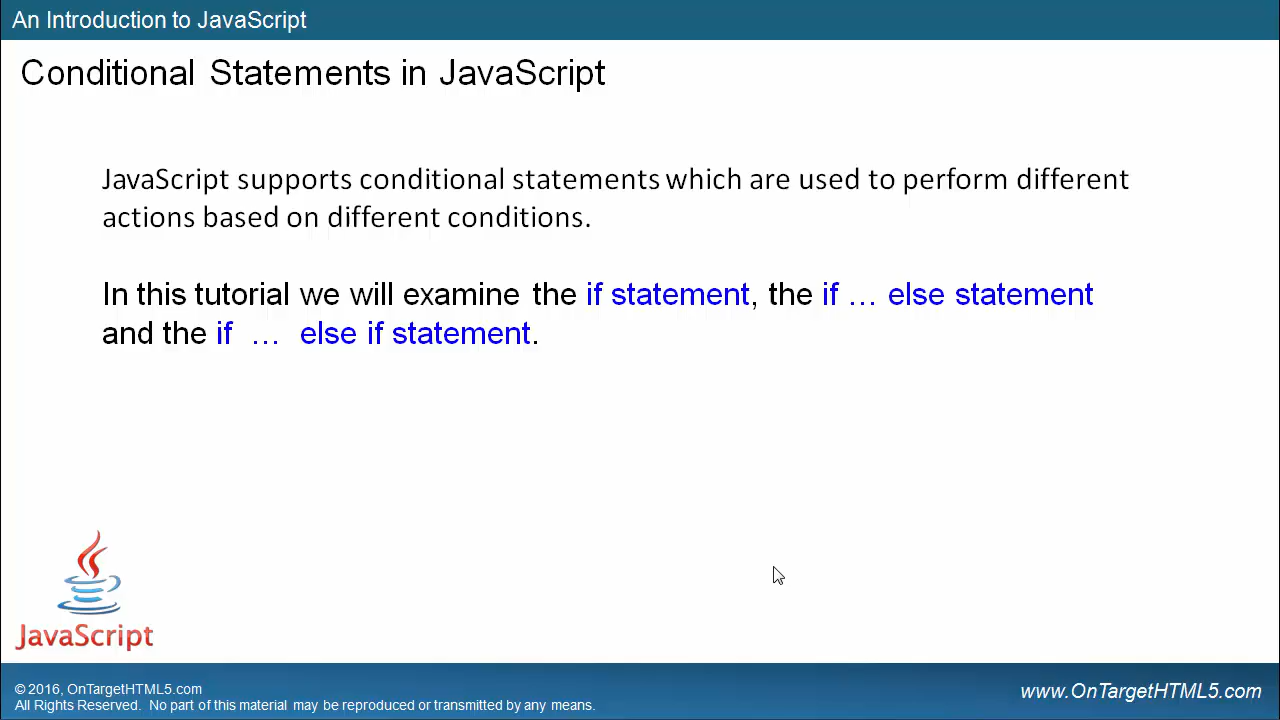 An Introduction to JavaScript
Conditional Statements in JavaScript
JavaScript supports conditional statements which are used to perform different
actions based on different conditions.
In this tutorial we will examine the if statement, the if … else statement
and the if … else if statement.
JavaScript
© 2016, OnTargetHTML5.com
All Rights Reserved. No part of this material may be reproduced or transmitted by any means.
www.OnTargetHTML5.com